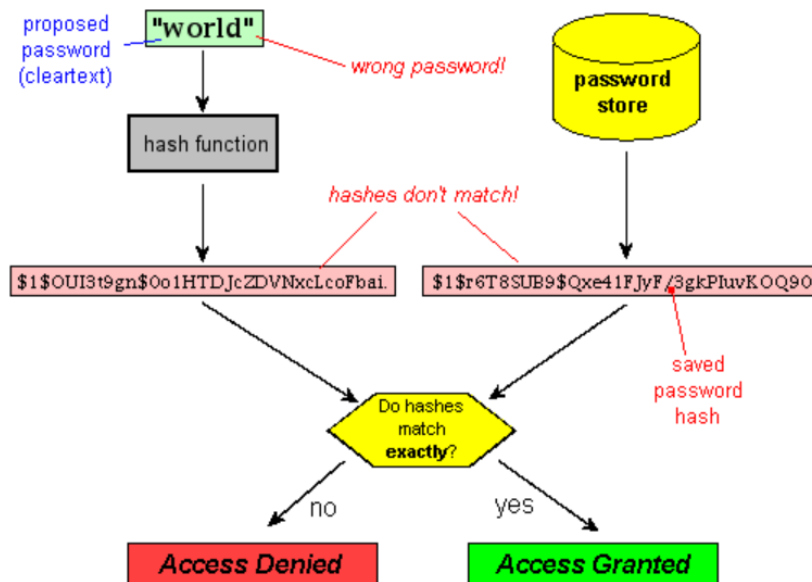 proposed
password
(cleartext)
"world"
wrong password!
password
store
hash function
hashes don't match!
$1$OUI3t9gn$0o1HTDJcZDVNxcLcoFbai.
$1$r6T8SUB9$Qxe41FJyF/3gkPIuvKOQ90
saved
password
hash
Do hashes
match
exactly?
no
yes
Access Denied
Access Granted